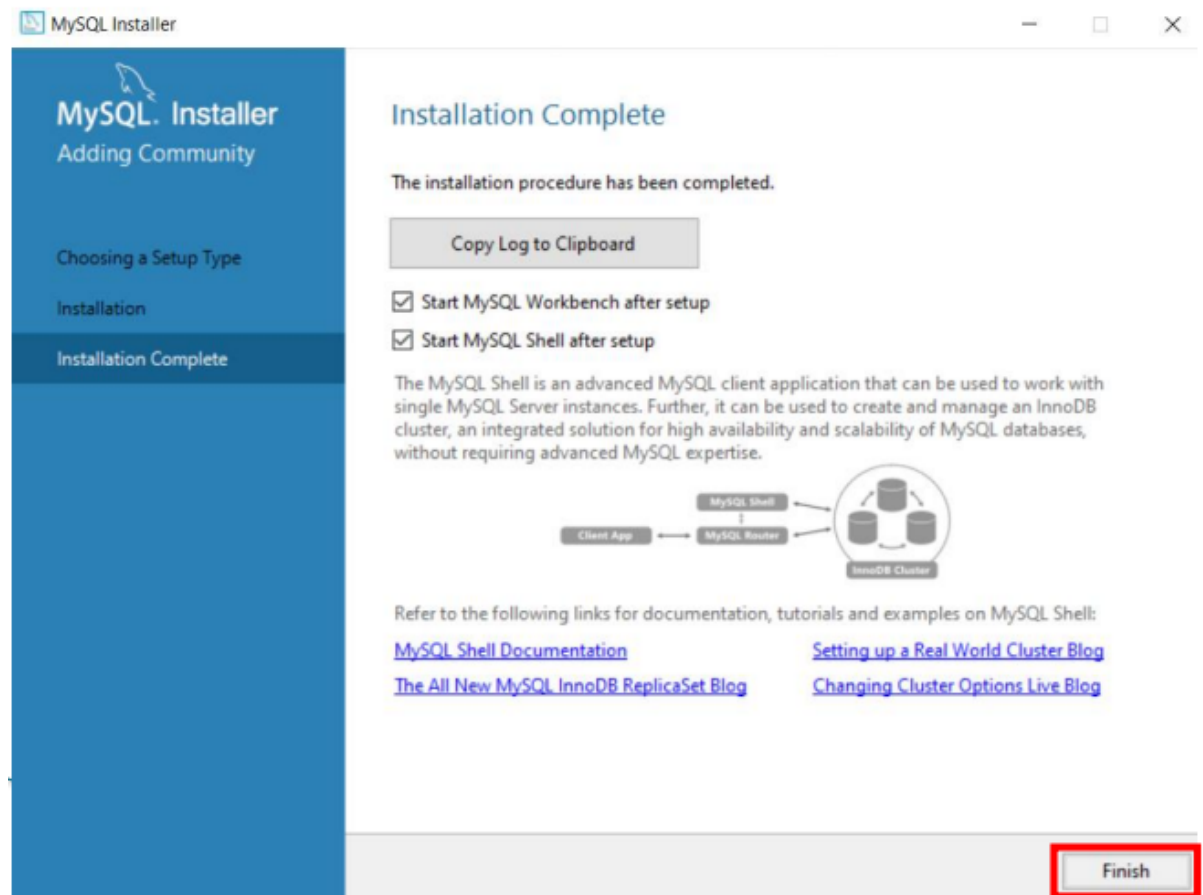 MySQL Installer
MySQL. Installer
Adding Community
Choosing a Setup Type
Installation
Installation Complete
Installation Complete
The installation procedure has been completed.
Copy Log to Clipboard
Start MySQL Workbench after setup
Start MySQL Shell after setup
The MySQL Shell is an advanced MySQL client application that can be used to work with
single MySQL Server instances. Further, it can be used to create and manage an InnoDB
cluster, an integrated solution for high availability and scalability of MySQL databases,
without requiring advanced MySQL expertise.
MySQL Shell
Client App
MySQL Router
InnoDB Cluster
Refer to the following links for documentation, tutorials and examples on MySQL Shell:
MySQL Shell Documentation
Setting up a Real World Cluster Blog
The All New MySQL InnoDB ReplicaSet Blog
Changing Cluster Options Live Blog
Finish